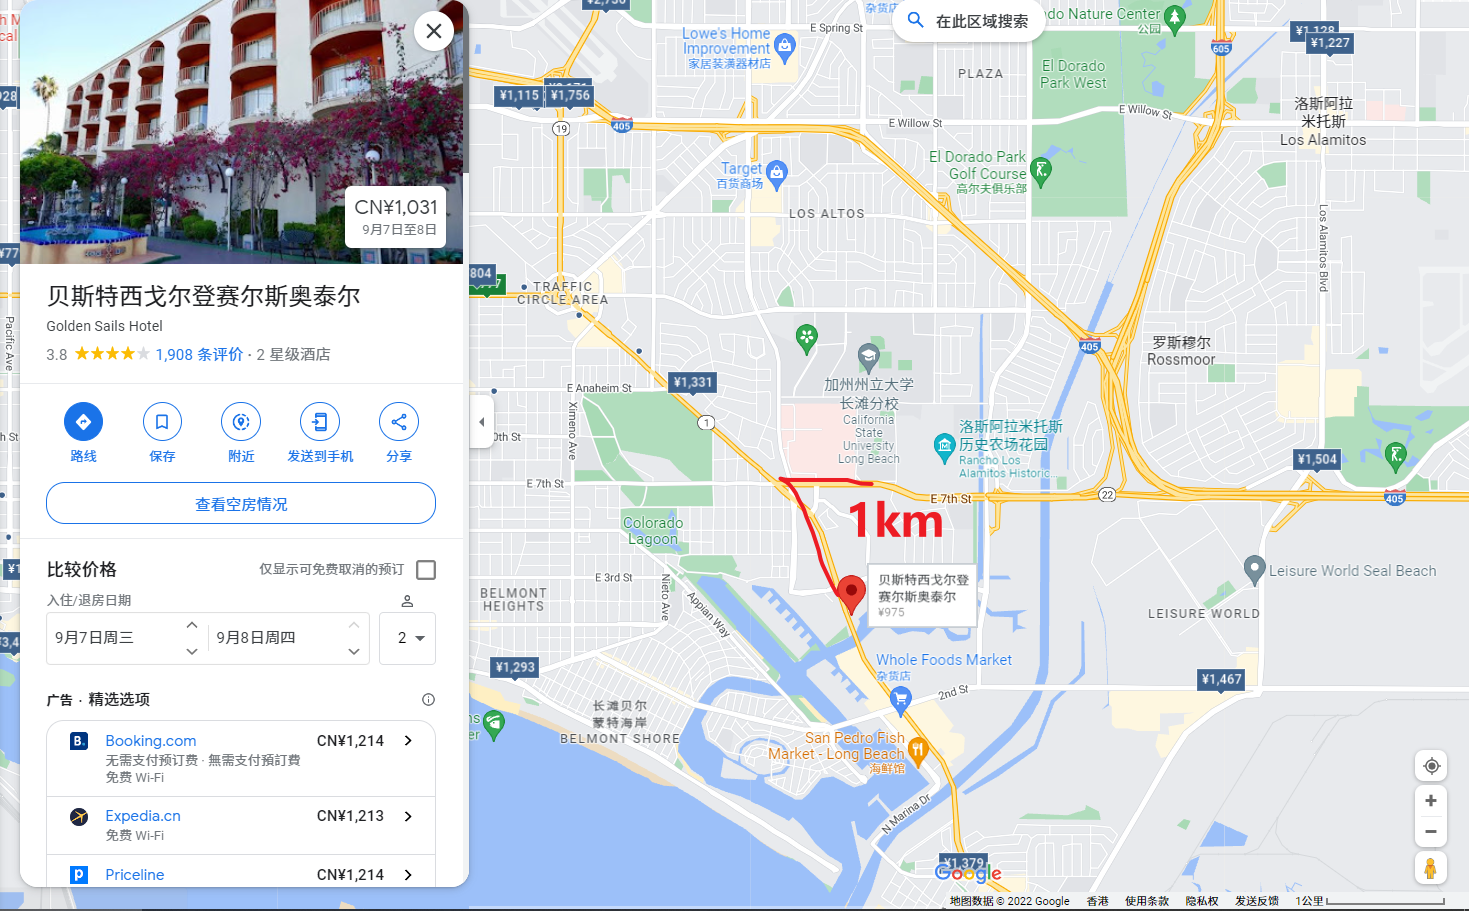 CN¥1,031
9月7日至8日
贝斯特西戈尔登赛尔斯奥泰尔
Golden Sails Hotel
3.8
1,908 条评价 · 2 星级酒店
路线
保存
附近
发送到手机
分享
查看空房情况
比较价格
仅显示可免费取消的预订
入住/退房日期
9月7日周三
9月8日周四
2
广告 · 精选选项
Booking.com
CN¥1,214
无需支付预订费 · 無需支付預訂費
免费 Wi-Fi
Expedia.cn
CN¥1,213
免费 Wi-Fi
Priceline
CN¥1,214
Pacific Ave
在此区域搜索
杂货店
Lowe's Home
Improvement
家居装潢器材店
E Spring St
PLAZA
do Nature Center
公园
605
¥1,128
¥1,227
El Dorado
Park West
¥1,115
¥1,756
19
405
E Willow St
E Willow St
洛斯阿拉
米托斯
Los Alamitos
Target
百货商场
El Dorado Park
Golf Course
高尔夫俱乐部
LOS ALTOS
Los Alamitos Blvd
804
TRAFFIC
CIRCLE AREA
405
罗斯穆尔
Rossmoor
E Anaheim St
¥1,331
加州州立大学
长滩分校
California
State
University
Long Beach
Ximeno Ave
1
洛斯阿拉米托斯
历史农场花园
Rancho Los
Alamitos Historic...
¥1,504
E 7th St
E 7th St
22
405
1km
Colorado
Lagoon
E 3rd St
Nieto Ave
Appian Way
BELMONT
HEIGHTS
贝斯特西戈尔登
赛尔斯奥泰尔
¥975
Leisure World Seal Beach
LEISURE WORLD
¥1,293
Whole Foods Market
杂货店
2nd St
¥1,467
长滩贝尔
蒙特海岸
BELMONT SHORE
San Pedro Fish
Market - Long Beach
海鲜馆
N Marina Dr
¥1,379
Google
地图数据 © 2022 Google
香港
使用条款
隐私权
发送反馈
1公里